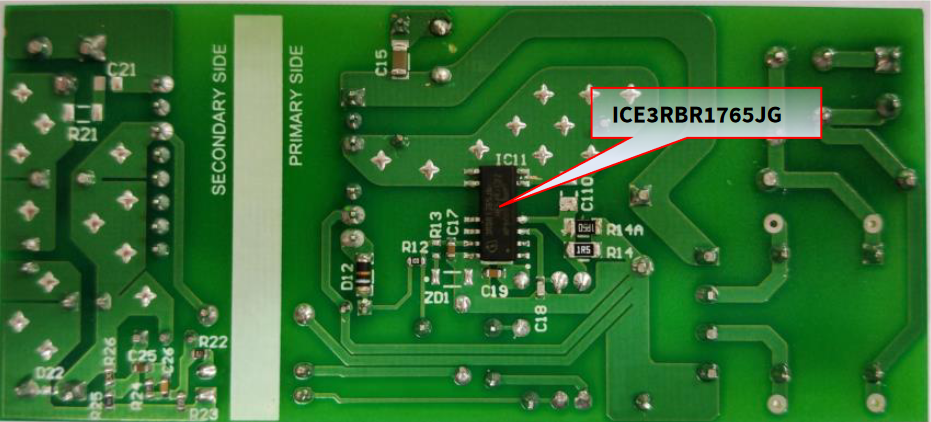 SECONDARY SIDE
PRIMARY SIDE
C21
R21
C15
ICE3RBR1765JG
IC11
C110
R13
C17
R14A
1R5
R14
R12
D12
ZD1
C19
C18
R22
R26
C25
C26
D22
R25
R24
R23